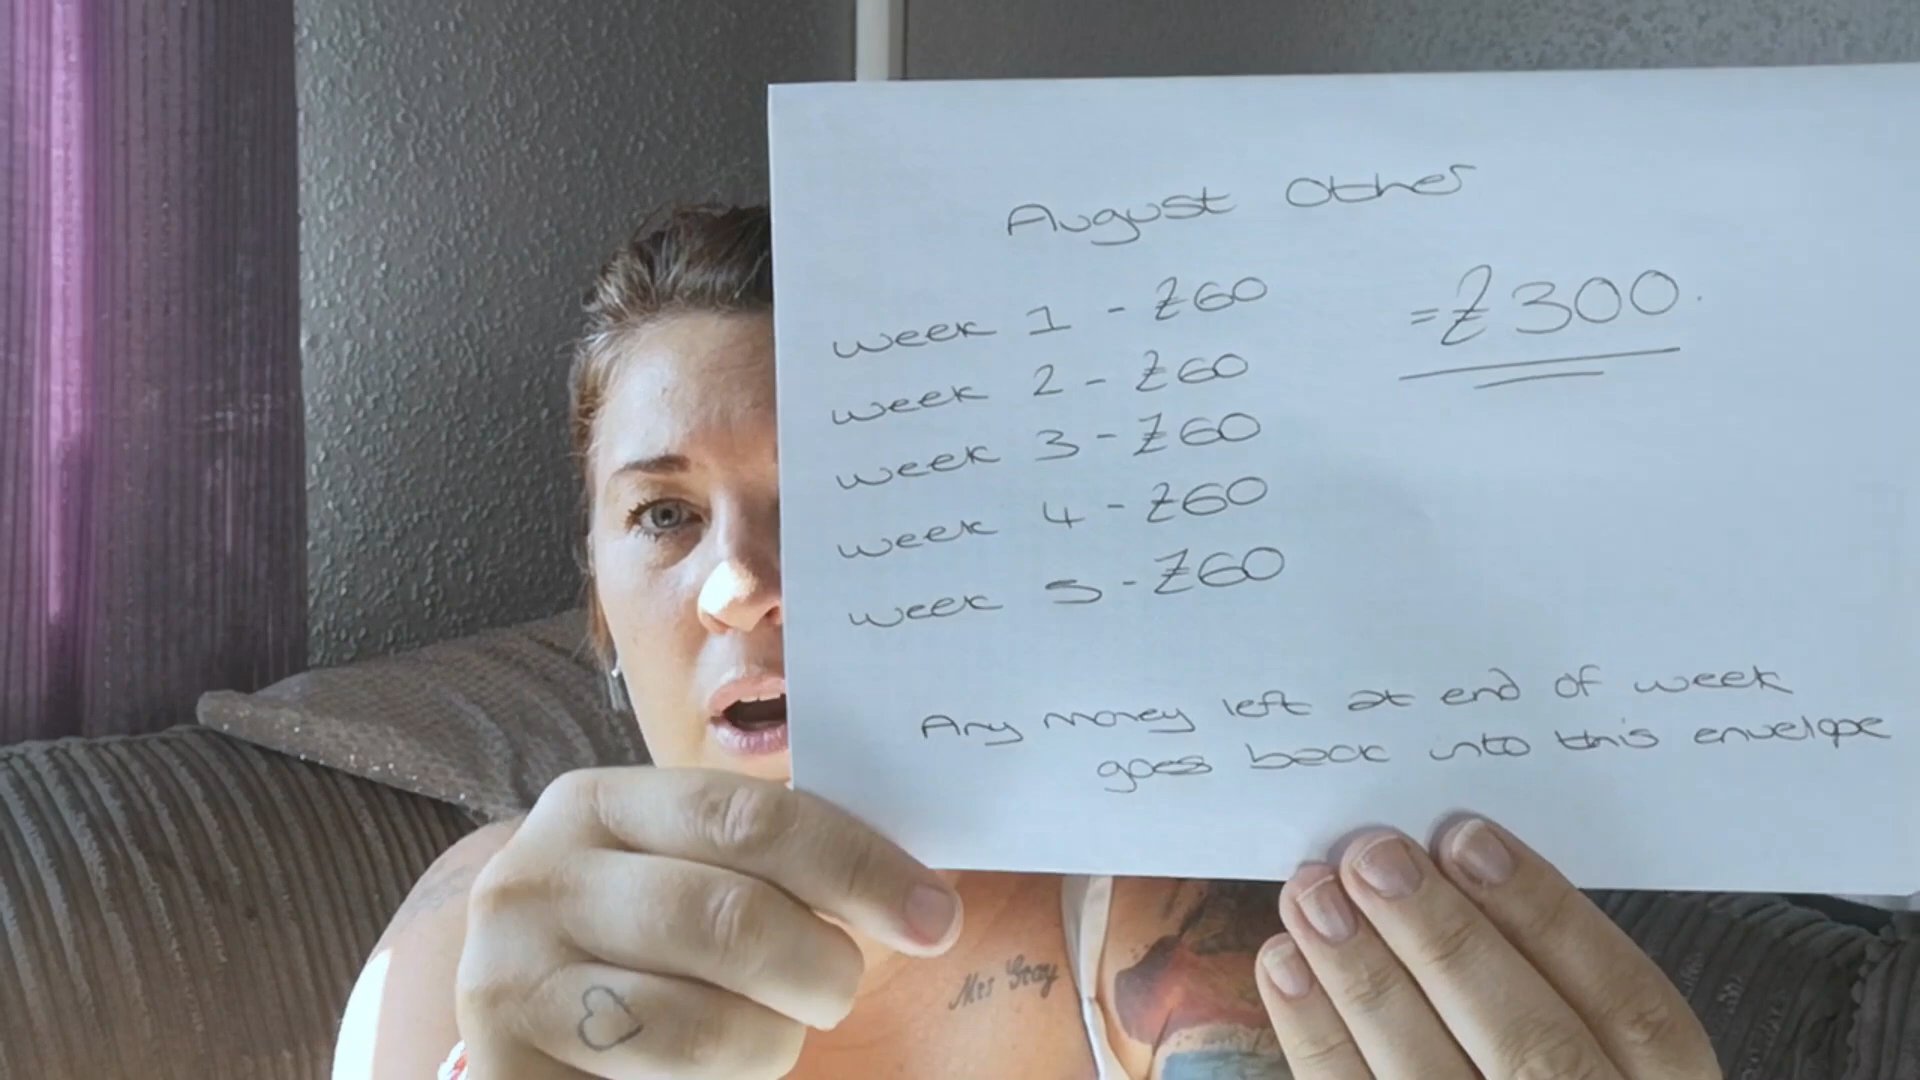 August Other
week 1 - £60
= £300.
week 2 - £60
week 3 - £60
week 4 - £60
week 5 - £60
Any money left at end of week
goes back into this envelope
Mrs Gray